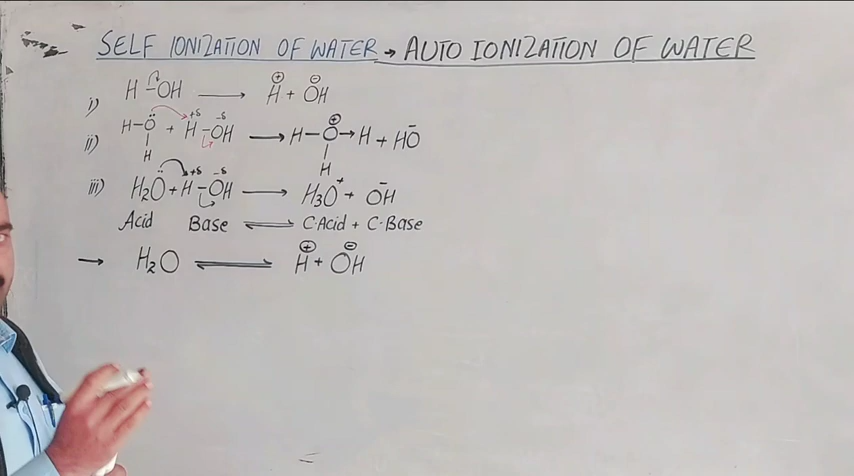 SELF IONIZATION OF WATER → AUTO IONIZATION OF WATER
i) H-OH → H⊕ + OH⊖
ii) H-Ö + H-OH → H-O⊕→H + HO⁻
H +δ -δ H
iii) H₂Ö + H-OH → H₃O⁺ + OH⁻
+δ -δ
Acid Base ⇌ C.Acid + C-Base
→ H₂O ⇌ H⊕ + OH⊖